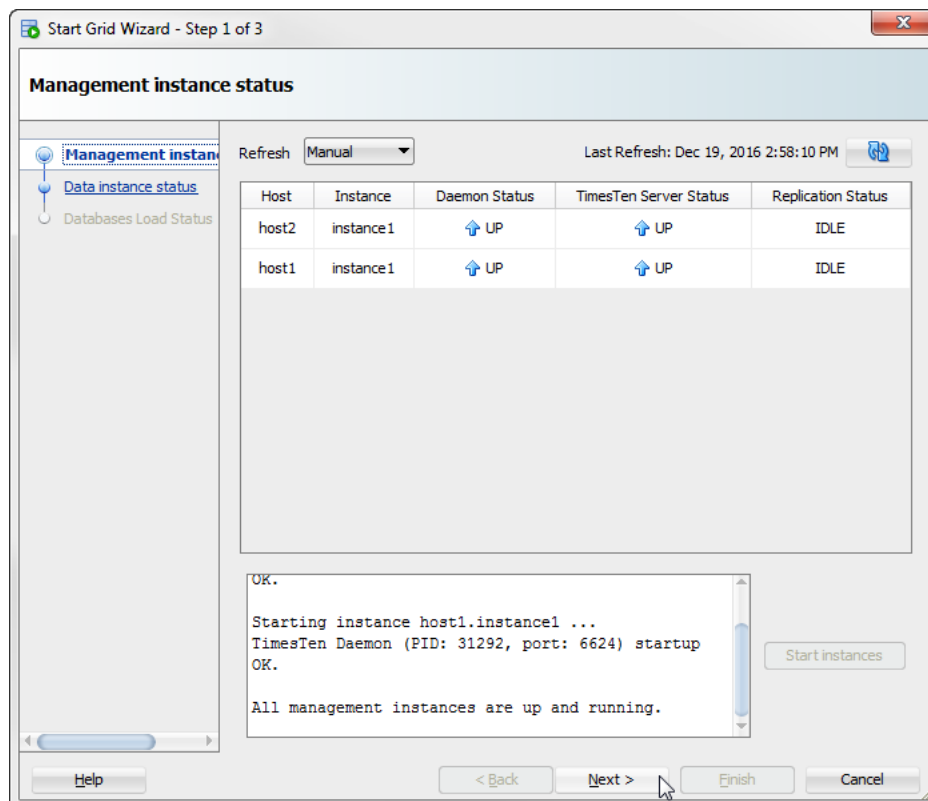 Start Grid Wizard - Step 1 of 3
Management instance status
Management instan
Data instance status
Databases Load Status
Refresh Manual Last Refresh: Dec 19, 2016 2:58:10 PM
Host Instance Daemon Status TimesTen Server Status Replication Status
host2 instance1 UP UP IDLE
host1 instance1 UP UP IDLE
OK.
Starting instance host1.instance1 ...
TimesTen Daemon (PID: 31292, port: 6624) startup
OK.
All management instances are up and running.
Start instances
Help < Back Next > Finish Cancel